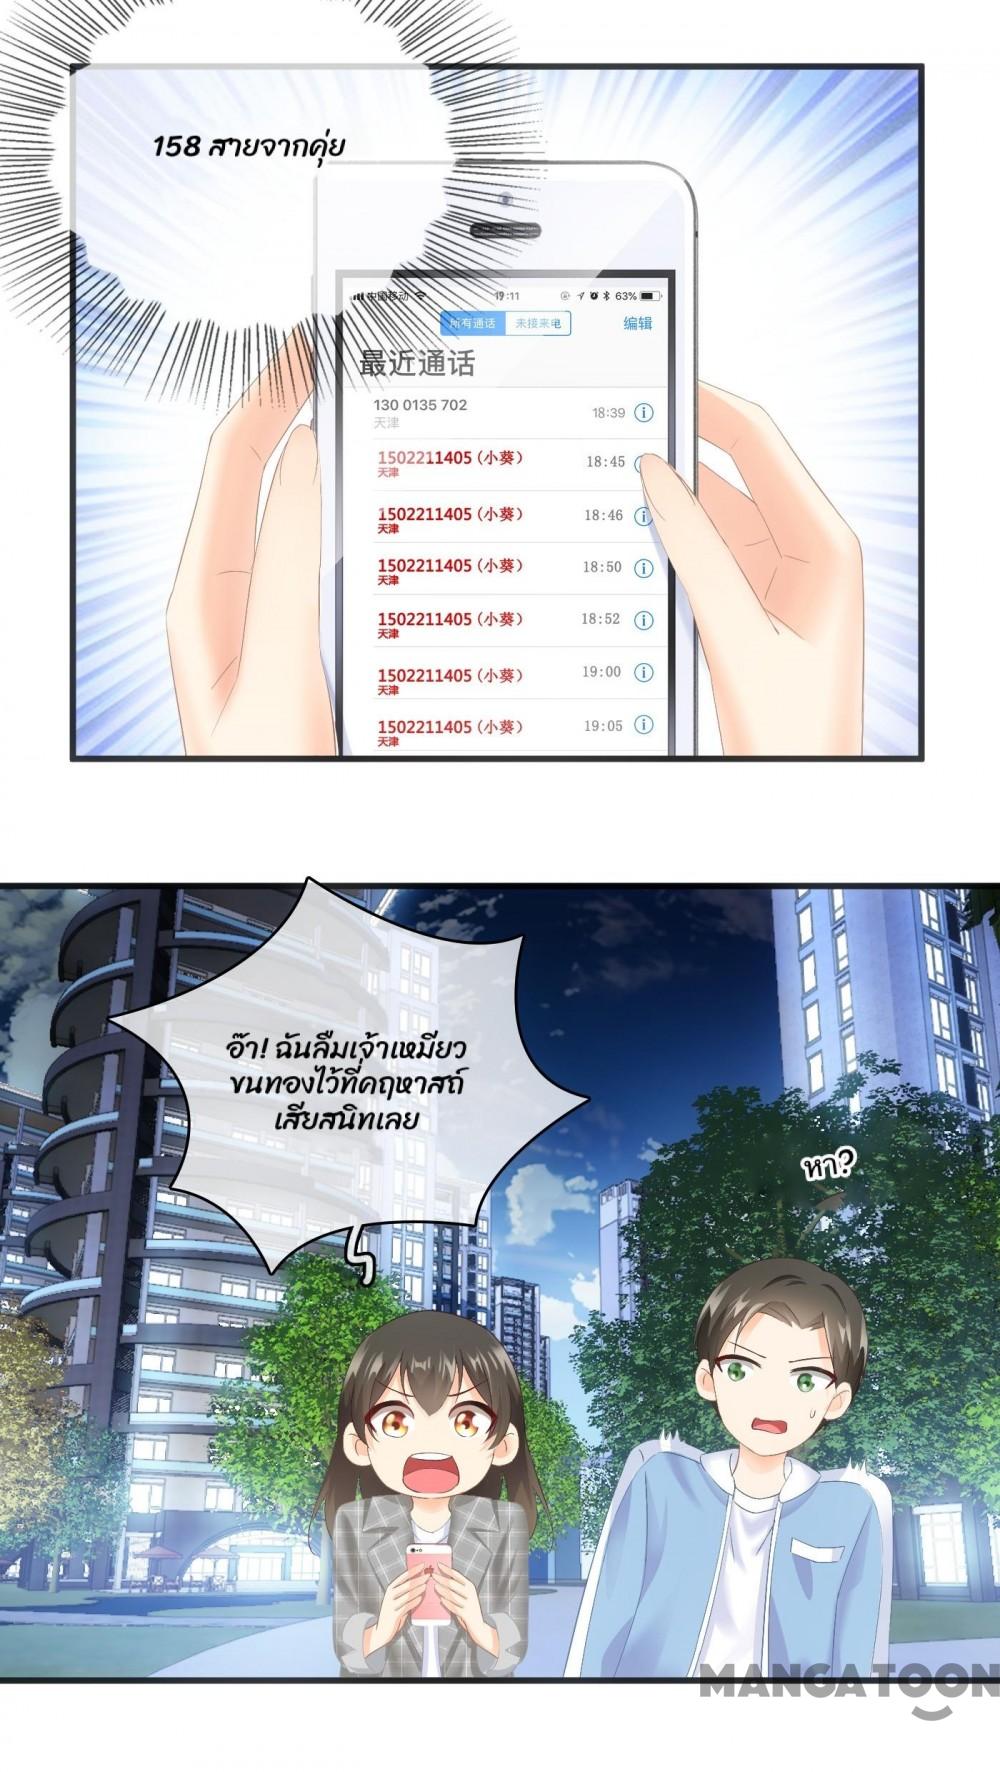 158 สายจากคุ่ย
中国移动 19:11 63%
所有通话 未接来电 编辑
最近通话
130 0135 702 18:39
天津
1502211405 (小葵) 18:45
天津
1502211405 (小葵) 18:46
天津
1502211405 (小葵) 18:50
天津
1502211405 (小葵) 18:52
天津
1502211405 (小葵) 19:00
天津
1502211405 (小葵) 19:05
天津
อ๊า! ฉันลืมเจ้าเหมียว
ขนทองไว้ที่คฤหาสถ์
เสียสนิทเลย
หา?
MANGATOON